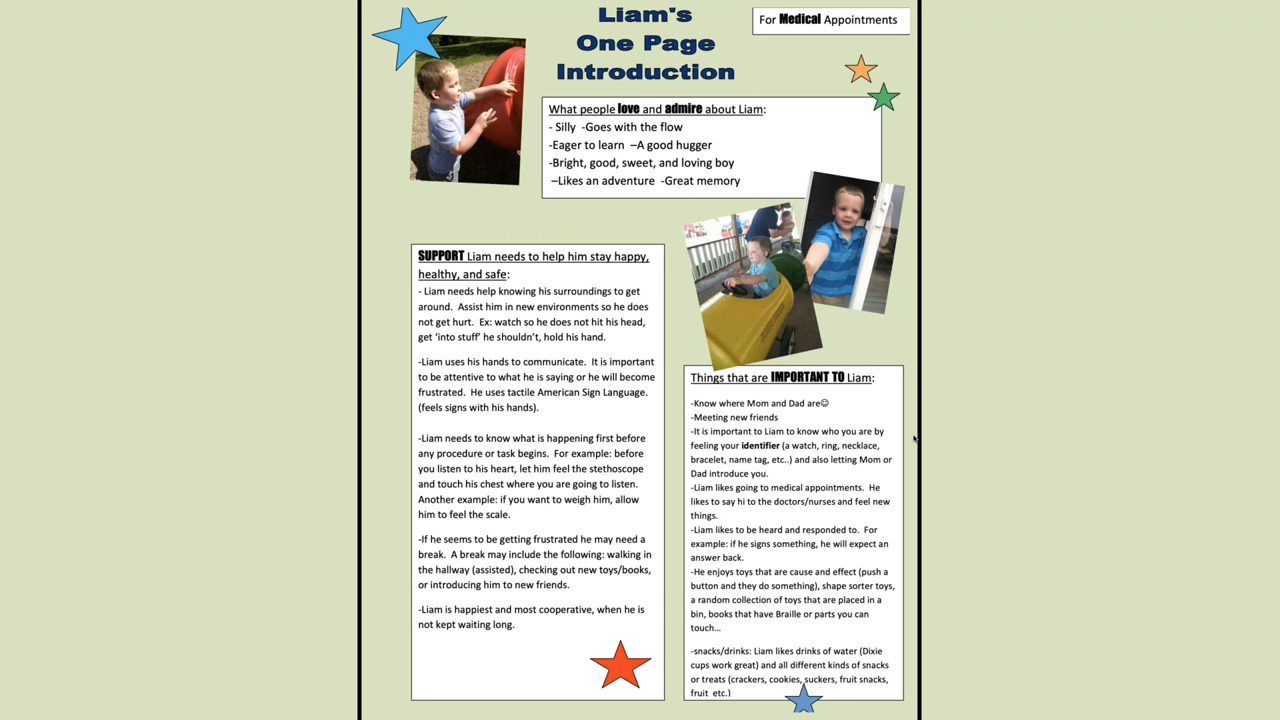 Liam's
One Page
Introduction
For Medical Appointments
What people love and admire about Liam:
- Silly -Goes with the flow
-Eager to learn –A good hugger
-Bright, good, sweet, and loving boy
–Likes an adventure -Great memory
SUPPORT Liam needs to help him stay happy,
healthy, and safe:
- Liam needs help knowing his surroundings to get
around. Assist him in new environments so he does
not get hurt. Ex: watch so he does not hit his head,
get ‘into stuff’ he shouldn’t, hold his hand.
-Liam uses his hands to communicate. It is important
to be attentive to what he is saying or he will become
frustrated. He uses tactile American Sign Language.
(feels signs with his hands).
-Liam needs to know what is happening first before
any procedure or task begins. For example: before
you listen to his heart, let him feel the stethoscope
and touch his chest where you are going to listen.
Another example: if you want to weigh him, allow
him to feel the scale.
-If he seems to be getting frustrated he may need a
break. A break may include the following: walking in
the hallway (assisted), checking out new toys/books,
or introducing him to new friends.
-Liam is happiest and most cooperative, when he is
not kept waiting long.
Things that are IMPORTANT TO Liam:
-Know where Mom and Dad are☺
-Meeting new friends
-It is important to Liam to know who you are by
feeling your identifier (a watch, ring, necklace,
bracelet, name tag, etc..) and also letting Mom or
Dad introduce you.
-Liam likes going to medical appointments. He
likes to say hi to the doctors/nurses and feel new
things.
-Liam likes to be heard and responded to. For
example: if he signs something, he will expect an
answer back.
-He enjoys toys that are cause and effect (push a
button and they do something), shape sorter toys,
a random collection of toys that are placed in a
bin, books that have Braille or parts you can
touch…
-snacks/drinks: Liam likes drinks of water (Dixie
cups work great) and all different kinds of snacks
or treats (crackers, cookies, suckers, fruit snacks,
fruit etc.)